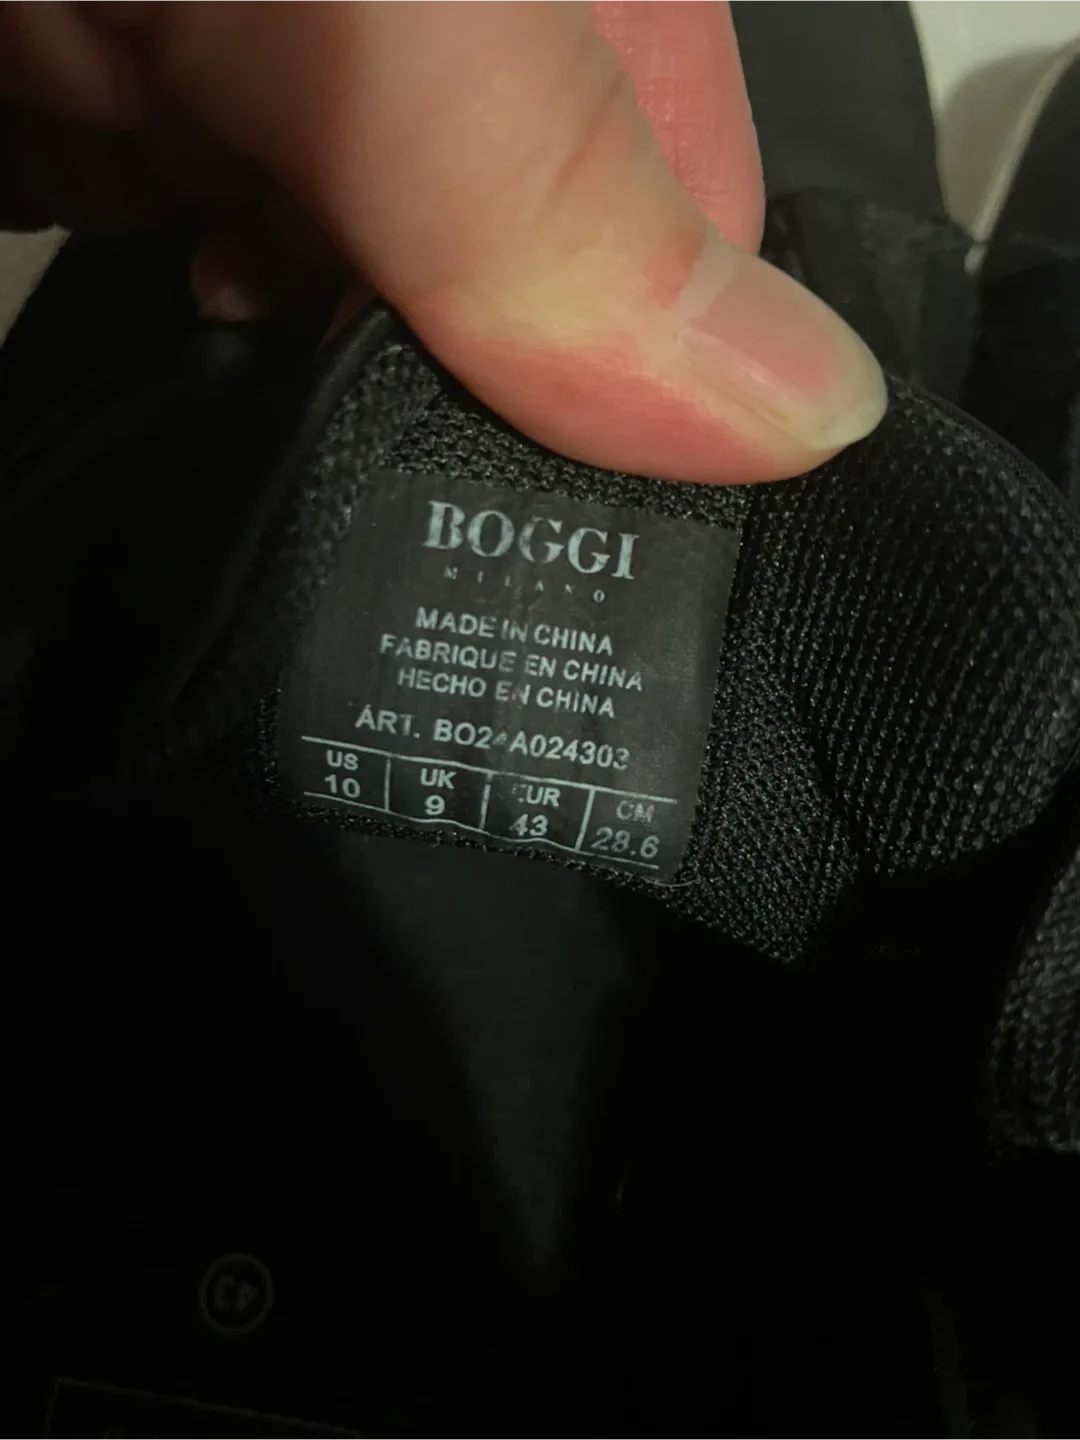 BOGGI
MILANO
MADE IN CHINA
FABRIQUE EN CHINA
HECHO EN CHINA
ART. BO24A024303
US UK EUR CM
10 9 43 28.6
43